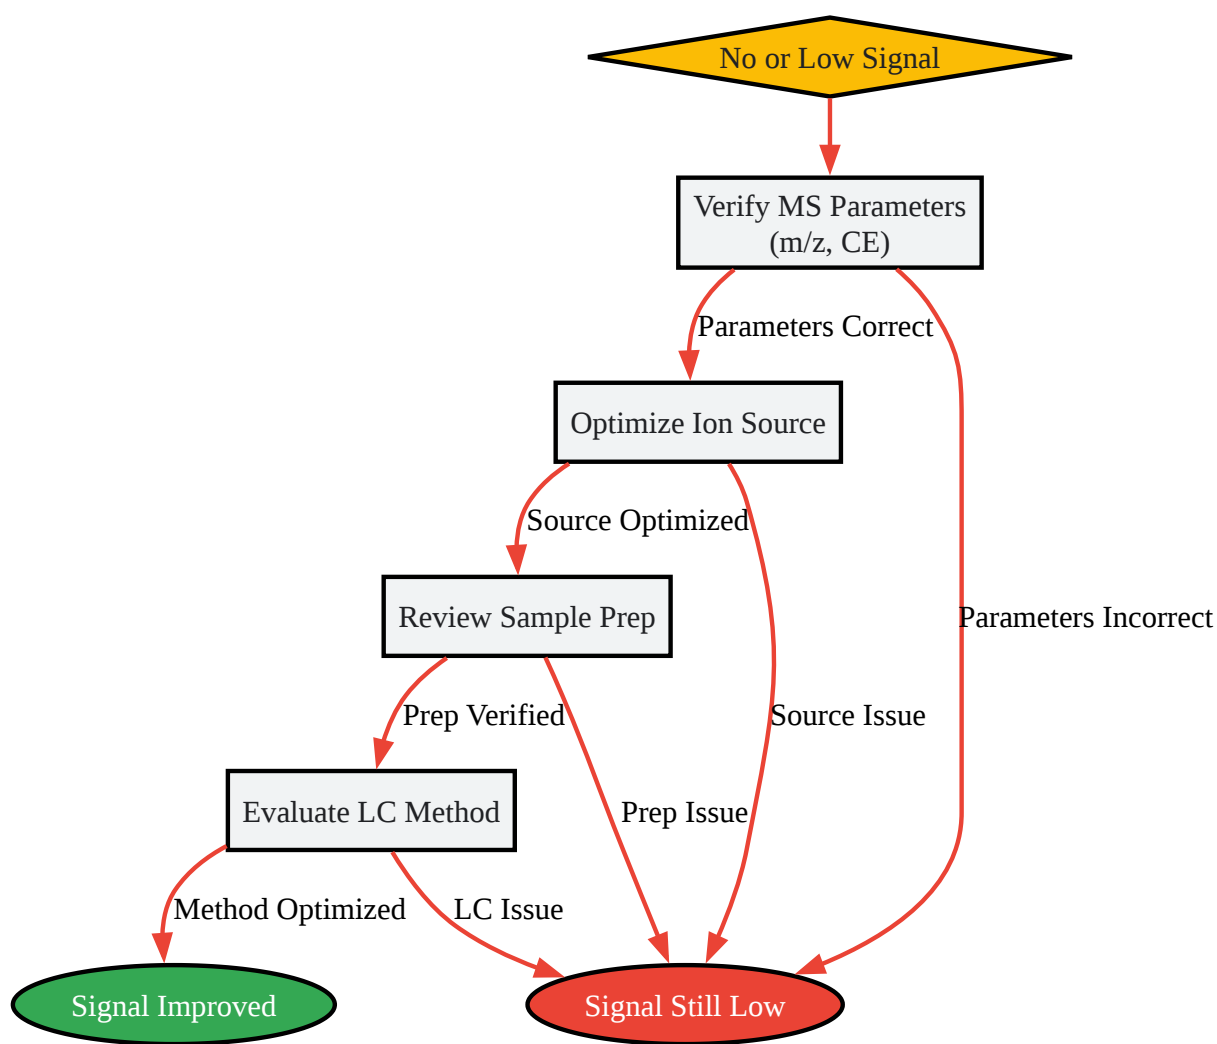 No or Low Signal
Verify MS Parameters
(m/z, CE)
Parameters Correct
Optimize Ion Source
Source Optimized
Review Sample Prep
Parameters Incorrect
Prep Verified
Source Issue
Evaluate LC Method
Prep Issue
Method Optimized
LC Issue
Signal Improved
Signal Still Low